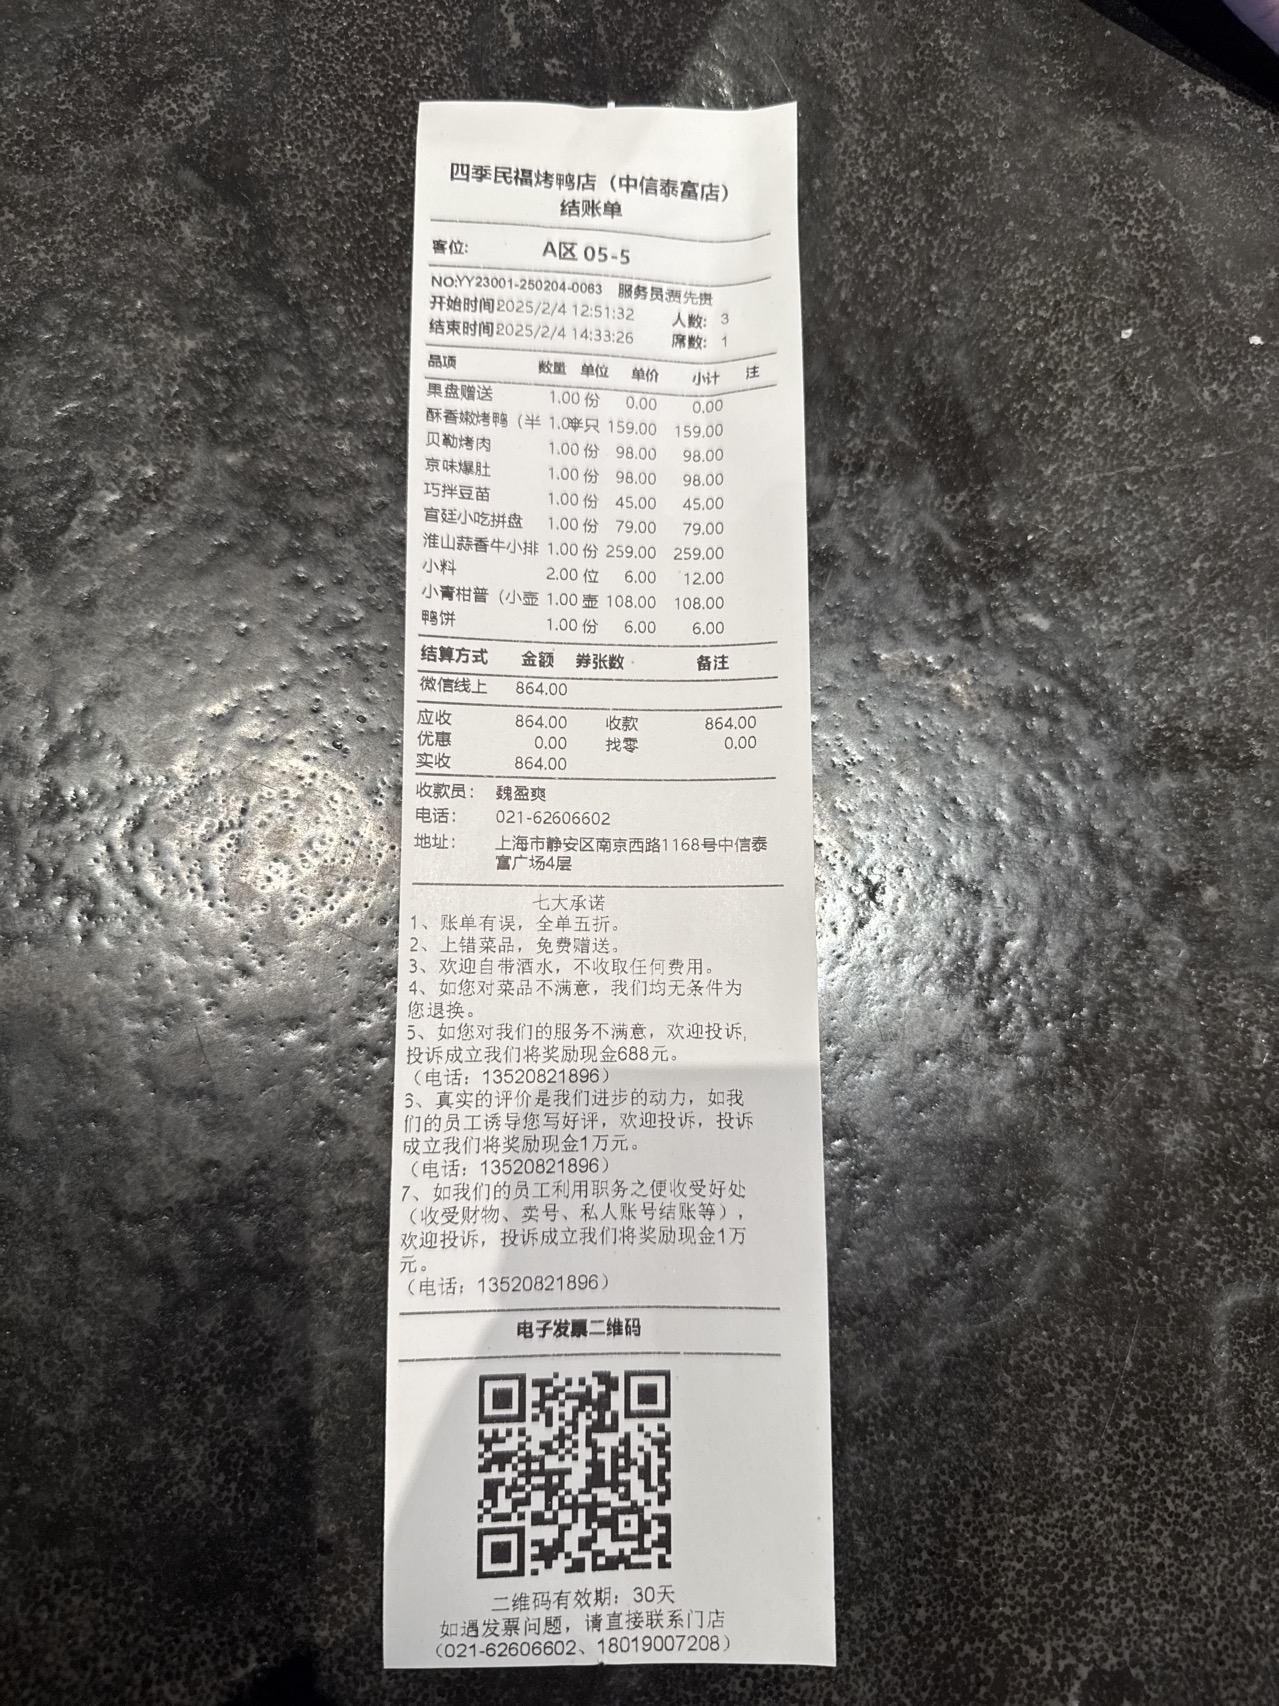 四季民福烤鸭店（中信泰富店）
结账单
客位： A区 05-5
NO:YY23001-250204-0063 服务员:贾先贵
开始时间2025/2/4 12:51:32 人数： 3
结束时间2025/2/4 14:33:26 席数： 1
品项 数量 单位 单价 小计 注
果盘赠送 1.00 份 0.00 0.00
酥香嫩烤鸭（半 1.0半只 159.00 159.00
贝勒烤肉 1.00 份 98.00 98.00
京味爆肚 1.00 份 98.00 98.00
巧拌豆苗 1.00 份 45.00 45.00
宫廷小吃拼盘 1.00 份 79.00 79.00
淮山蒜香牛小排 1.00 份 259.00 259.00
小料 2.00 位 6.00 12.00
小青柑普（小壶 1.00 壶 108.00 108.00
鸭饼 1.00 份 6.00 6.00
结算方式 金额 券张数 备注
微信线上 864.00
应收 864.00 收款 864.00
优惠 0.00 找零 0.00
实收 864.00
收款员： 魏盈爽
电话： 021-62606602
地址： 上海市静安区南京西路1168号中信泰
富广场4层
七大承诺
1、账单有误，全单五折。
2、上错菜品，免费赠送。
3、欢迎自带酒水，不收取任何费用。
4、如您对菜品不满意，我们均无条件为
您退换。
5、如您对我们的服务不满意，欢迎投诉，
投诉成立我们将奖励现金688元。
（电话：13520821896）
6、真实的评价是我们进步的动力，如我
们的员工诱导您写好评，欢迎投诉，投诉
成立我们将奖励现金1万元。
（电话：13520821896）
7、如我们的员工利用职务之便收受好处
（收受财物、卖号、私人账号结账等），
欢迎投诉，投诉成立我们将奖励现金1万
元。
（电话：13520821896）
电子发票二维码
二维码有效期：30天
如遇发票问题，请直接联系门店
（021-62606602、18019007208）